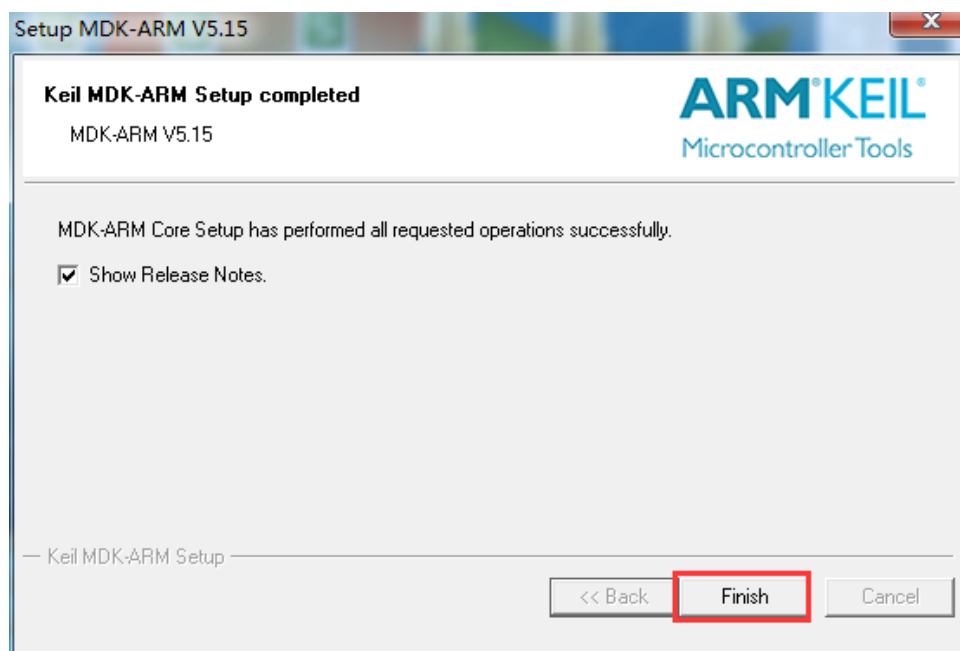 Setup MDK-ARM V5.15
X
Keil MDK-ARM Setup completed
MDK-ARM V5.15
ARM®KEIL®
Microcontroller Tools
MDK-ARM Core Setup has performed all requested operations successfully.
Show Release Notes.
Keil MDK-ARM Setup
<< Back Finish Cancel